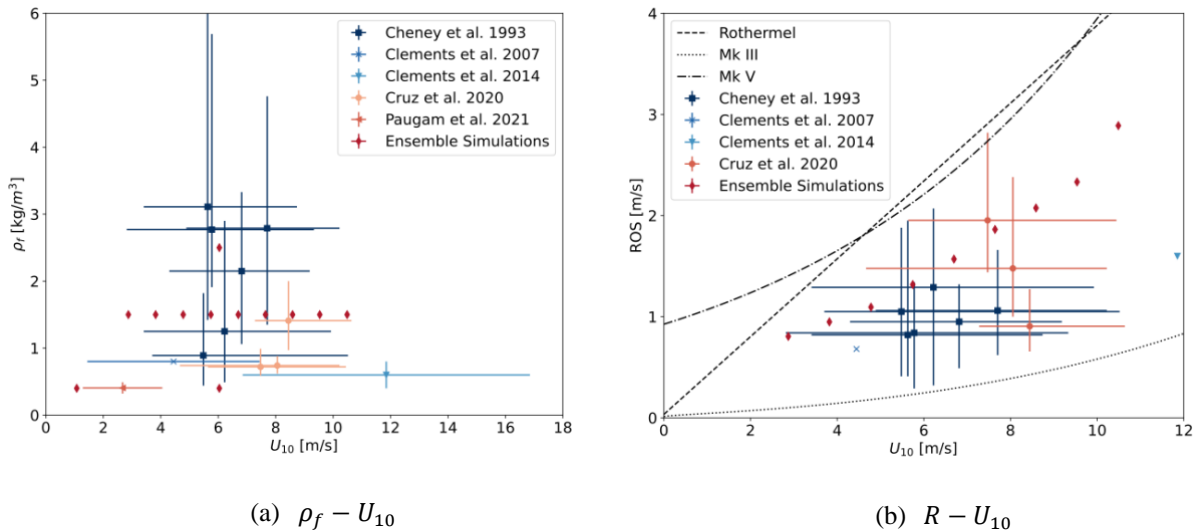 6
5
4
3
2
1
0
ρf [kg/m³]
0 2 4 6 8 10 12 14 16 18
U10 [m/s]
Cheney et al. 1993
Clements et al. 2007
Clements et al. 2014
Cruz et al. 2020
Paugam et al. 2021
Ensemble Simulations
(a) ρf − U10
4
3
2
1
0
ROS [m/s]
0 2 4 6 8 10 12
U10 [m/s]
Rothermel
Mk III
Mk V
Cheney et al. 1993
Clements et al. 2007
Clements et al. 2014
Cruz et al. 2020
Ensemble Simulations
(b) R − U10